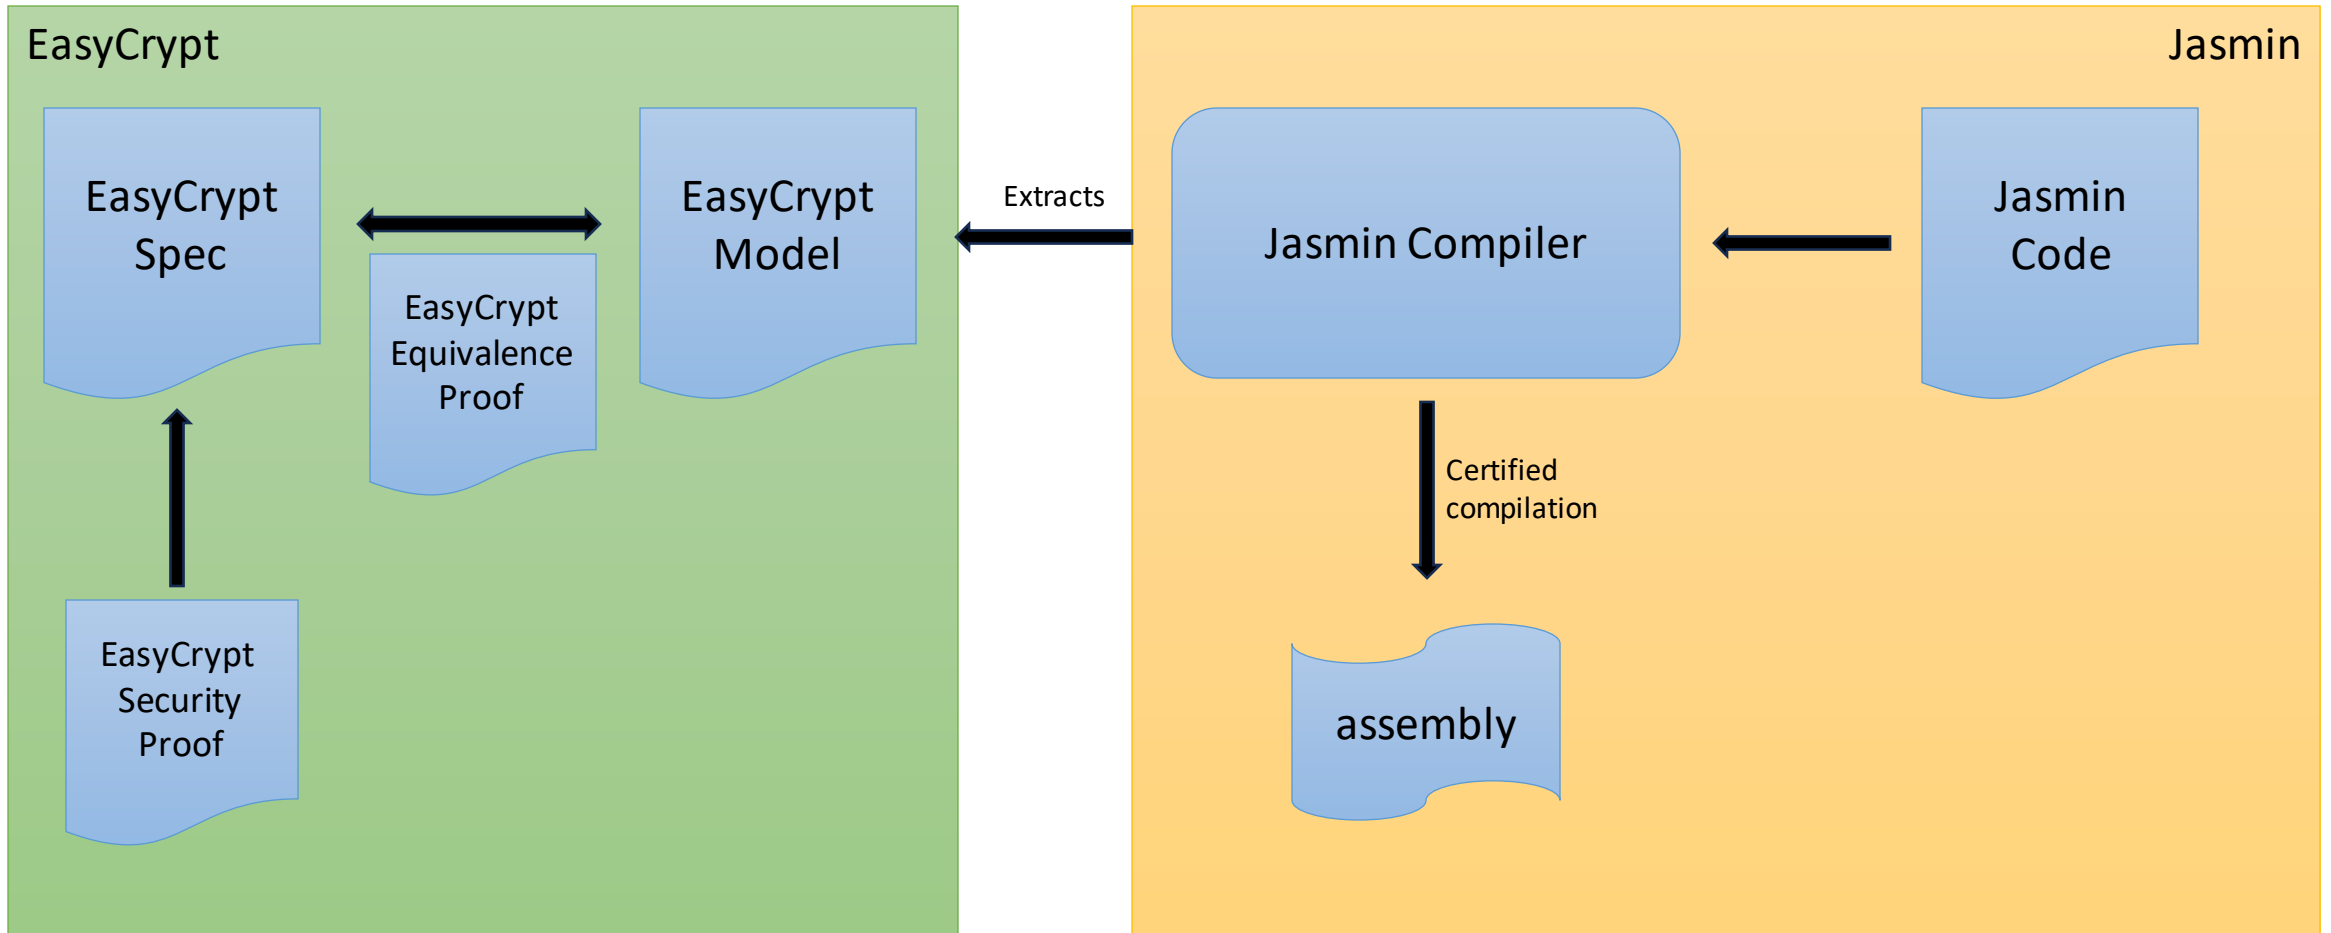 EasyCrypt
Jasmin
EasyCrypt
Spec
EasyCrypt
Equivalence
Proof
EasyCrypt
Model
Extracts
Jasmin Compiler
Jasmin
Code
Certified
compilation
EasyCrypt
Security
Proof
assembly